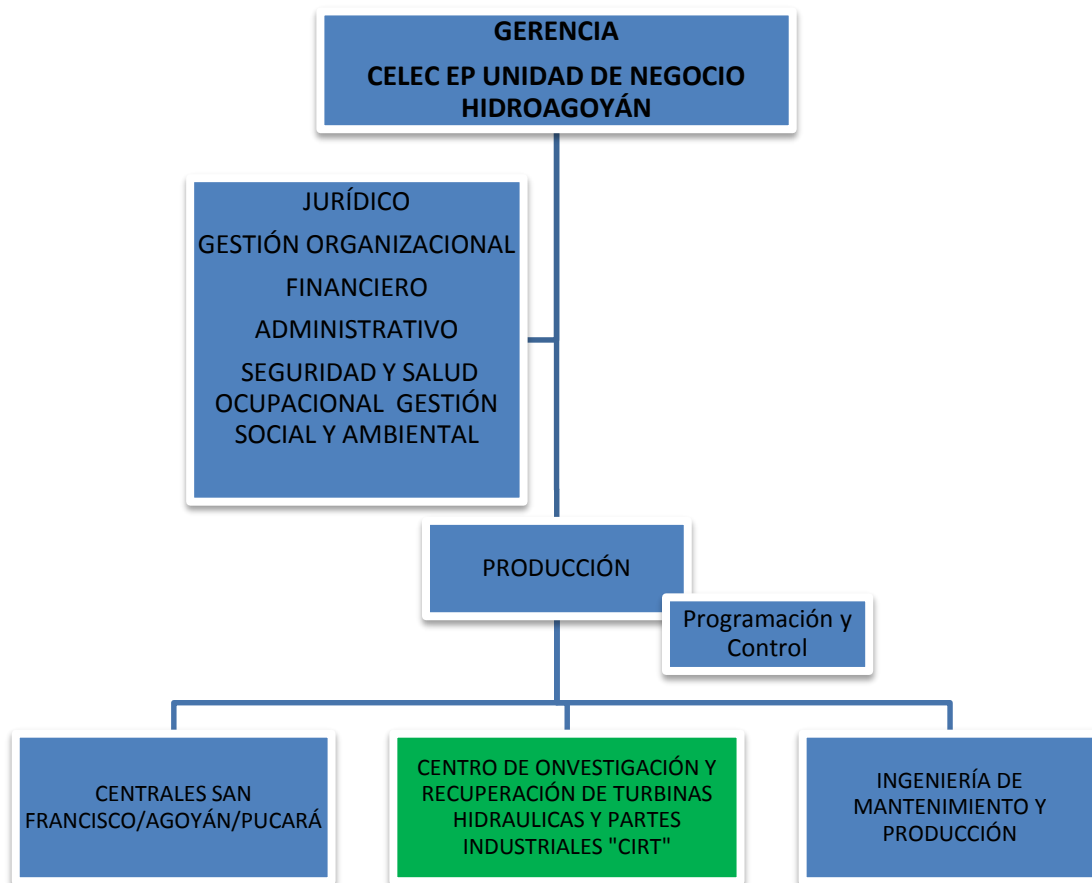 GERENCIA
CELEC EP UNIDAD DE NEGOCIO
HIDROAGOYÁN
JURÍDICO
GESTIÓN ORGANIZACIONAL
FINANCIERO
ADMINISTRATIVO
SEGURIDAD Y SALUD
OCUPACIONAL  GESTIÓN
SOCIAL Y AMBIENTAL
PRODUCCIÓN
Programación y
Control
CENTRALES SAN
FRANCISCO/AGOYÁN/PUCARÁ
CENTRO DE ONVESTIGACIÓN Y
RECUPERACIÓN DE TURBINAS
HIDRAULICAS Y PARTES
INDUSTRIALES "CIRT"
INGENIERÍA DE
MANTENIMIENTO Y
PRODUCCIÓN